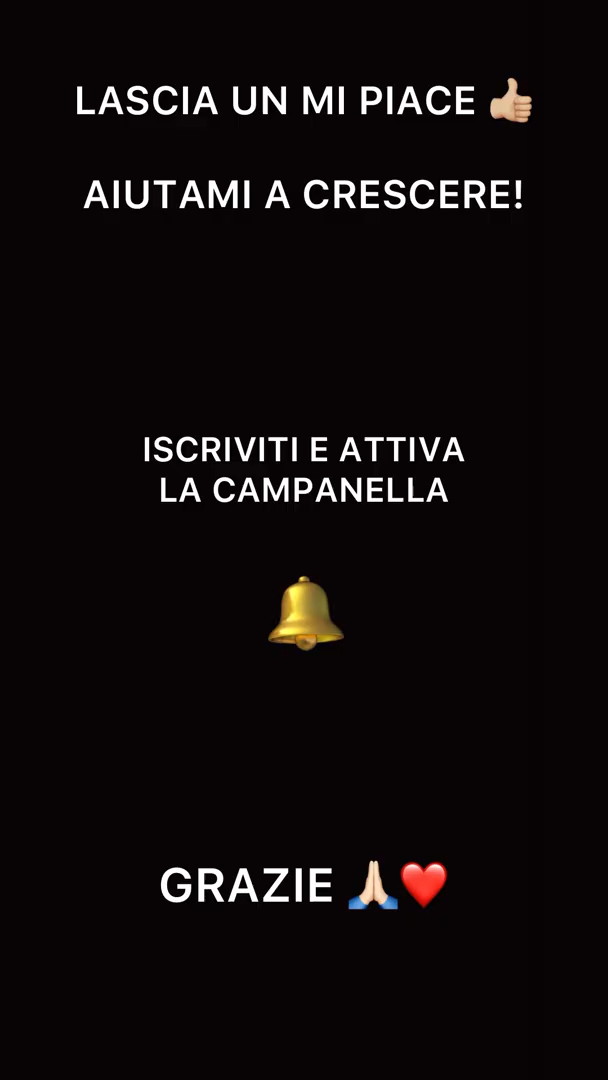 LASCIA UN MI PIACE 👍🏼
AIUTAMI A CRESCERE!
ISCRIVITI E ATTIVA
LA CAMPANELLA
🔔
GRAZIE 🙏🏻❤️